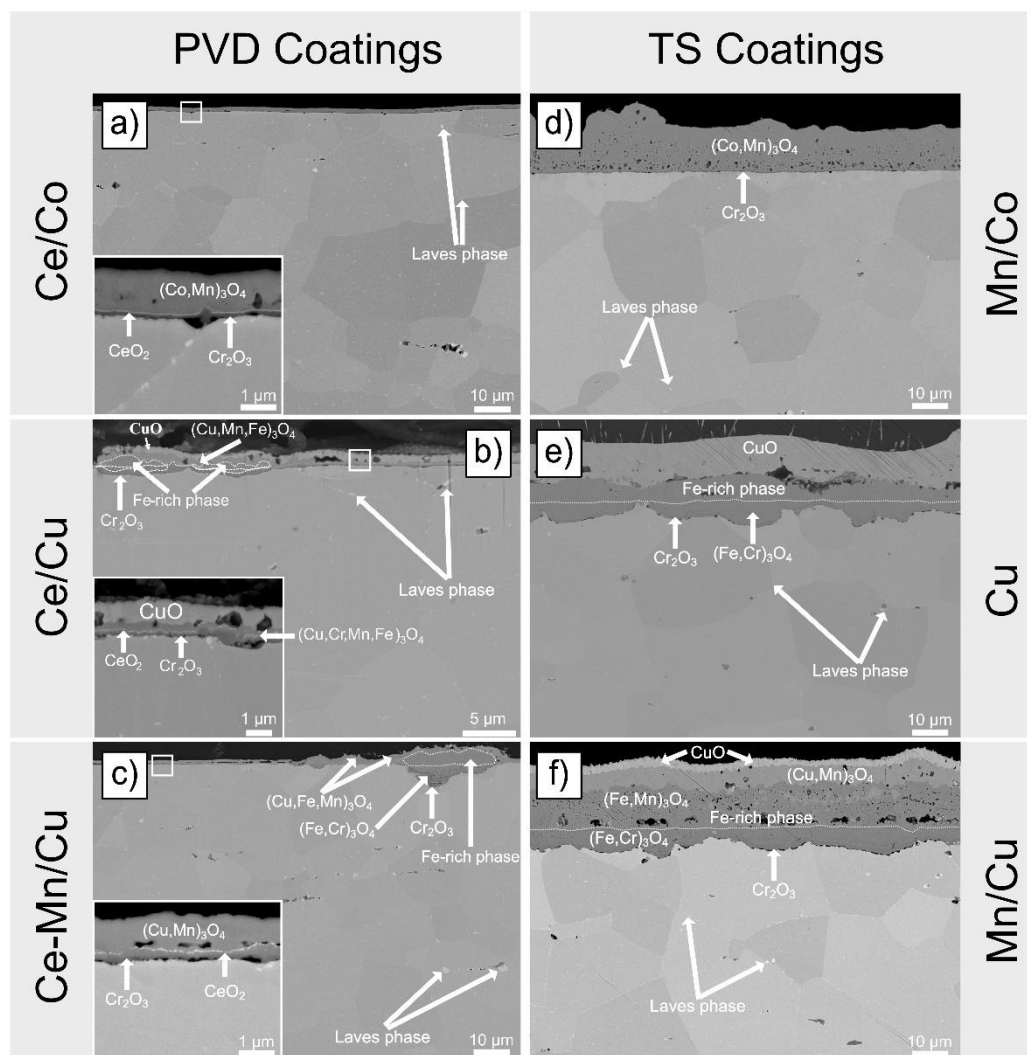 PVD Coatings
TS Coatings
Ce/Co
a)
Laves phase
(Co,Mn)₃O₄
CeO₂
Cr₂O₃
1 µm
10 µm
d)
(Co,Mn)₃O₄
Cr₂O₃
Laves phase
10 µm
Mn/Co
Ce/Cu
CuO
(Cu,Mn,Fe)₃O₄
b)
Fe-rich phase
Cr₂O₃
Laves phase
CuO
(Cu,Cr,Mn,Fe)₃O₄
CeO₂
Cr₂O₃
1 µm
5 µm
e)
CuO
Fe-rich phase
Cr₂O₃
(Fe,Cr)₃O₄
Laves phase
10 µm
Cu
Ce-Mn/Cu
c)
(Cu,Fe,Mn)₃O₄
(Fe,Cr)₃O₄
Cr₂O₃
Fe-rich phase
(Cu,Mn)₃O₄
Cr₂O₃
CeO₂
Laves phase
1 µm
10 µm
f)
CuO
(Cu,Mn)₃O₄
(Fe,Mn)₃O₄
Fe-rich phase
(Fe,Cr)₃O₄
Cr₂O₃
Laves phase
10 µm
Mn/Cu